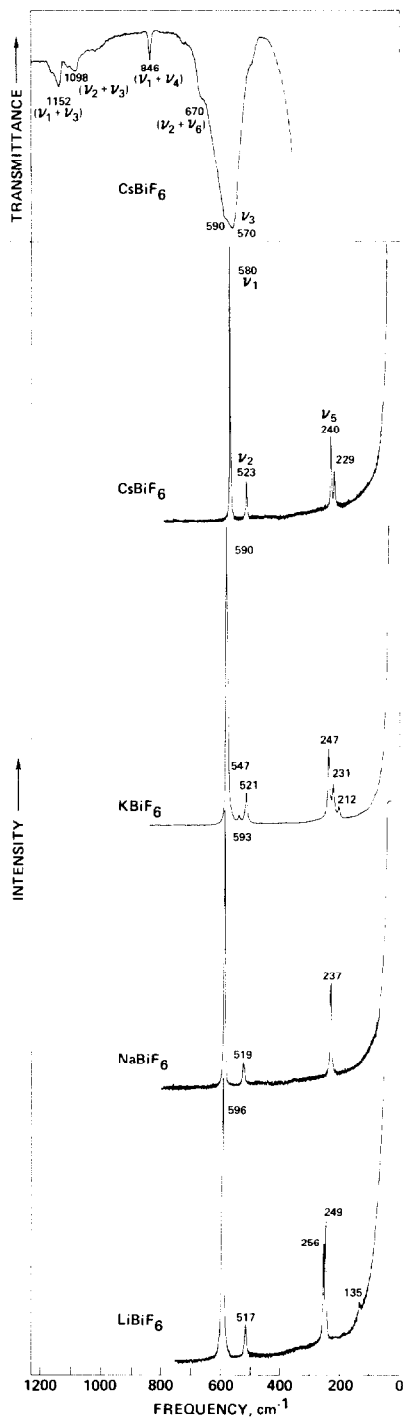 TRANSMITTANCE
1152
(ν1 + ν3)
1098
(ν2 + ν3)
846
(ν1 + ν4)
670
(ν2 + ν6)
CsBiF6
590
ν3
570
580
ν1
ν5
240
229
ν2
523
CsBiF6
590
INTENSITY
547
521
247
231
212
KBiF6
593
237
519
NaBiF6
596
249
256
135
517
LiBiF6
1200 1000 800 600 400 200 0
FREQUENCY, cm-1